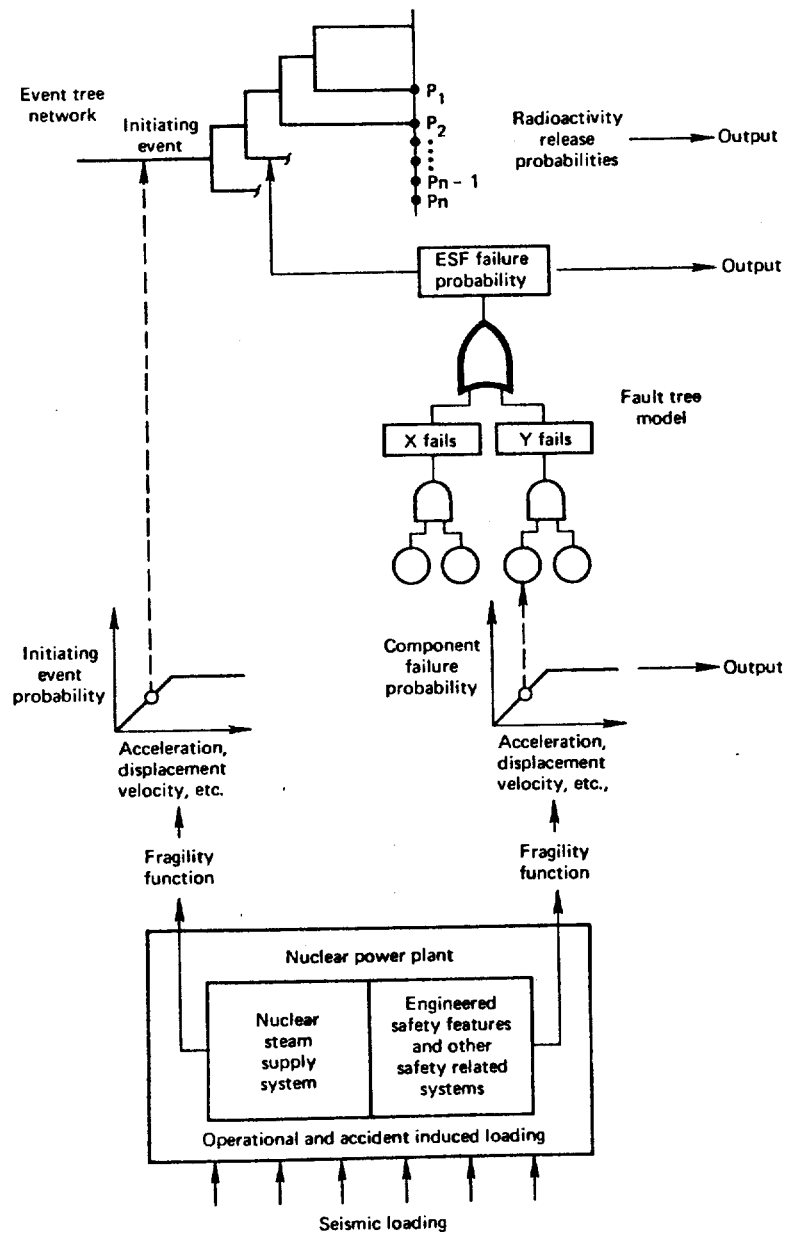 Event tree
network
Initiating
event
P1
P2
Pn - 1
Pn
Radioactivity
release
probabilities
Output
ESF failure
probability
Output
Fault tree
model
X fails
Y fails
Initiating
event
probability
Acceleration,
displacement
velocity, etc.
Component
failure
probability
Output
Acceleration,
displacement
velocity, etc.,
Fragility
function
Fragility
function
Nuclear power plant
Nuclear
steam
supply
system
Engineered
safety features
and other
safety related
systems
Operational and accident induced loading
Seismic loading